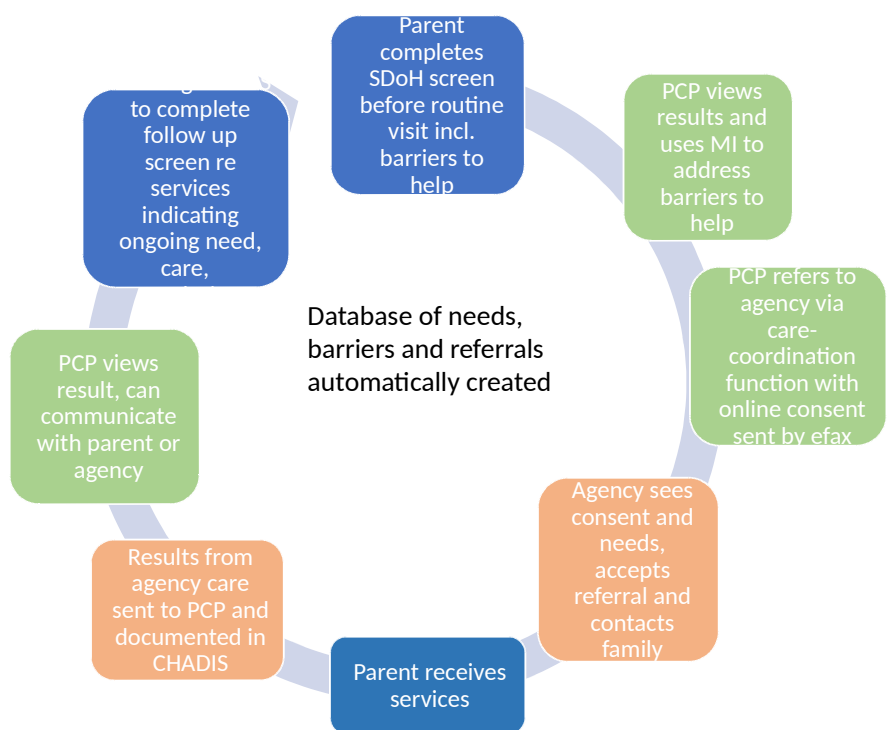 Parent
completes
SDoH screen
before routine
visit incl.
barriers to
help
PCP views
results and
uses MI to
address
barriers to
help
PCP refers to
agency via
care-
coordination
function with
online consent
sent by efax
Agency sees
consent and
needs,
accepts
referral and
contacts
family
Parent receives
services
Results from
agency care
sent to PCP and
documented in
CHADIS
PCP views
result, can
communicate
with parent or
agency
to complete
follow up
screen re
services
indicating
ongoing need,
care,
Database of needs,
barriers and referrals
automatically created